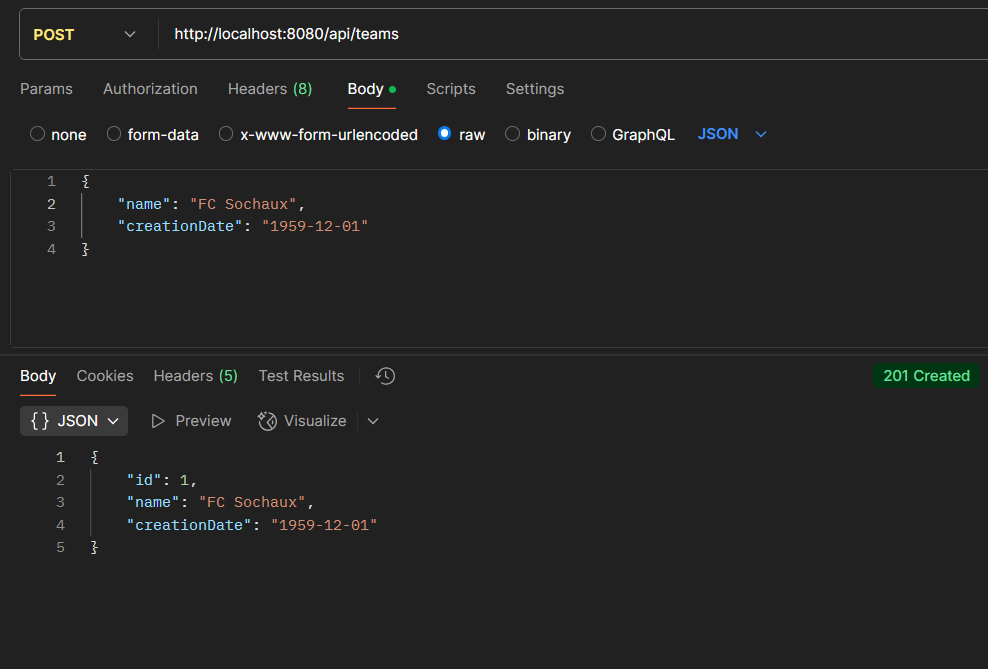 POST http://localhost:8080/api/teams
Params Authorization Headers (8) Body Scripts Settings
none form-data x-www-form-urlencoded raw binary GraphQL JSON
1 {
2 "name": "FC Sochaux",
3 "creationDate": "1959-12-01"
4 }
Body Cookies Headers (5) Test Results 201 Created
{ } JSON Preview Visualize
1 {
2 "id": 1,
3 "name": "FC Sochaux",
4 "creationDate": "1959-12-01"
5 }